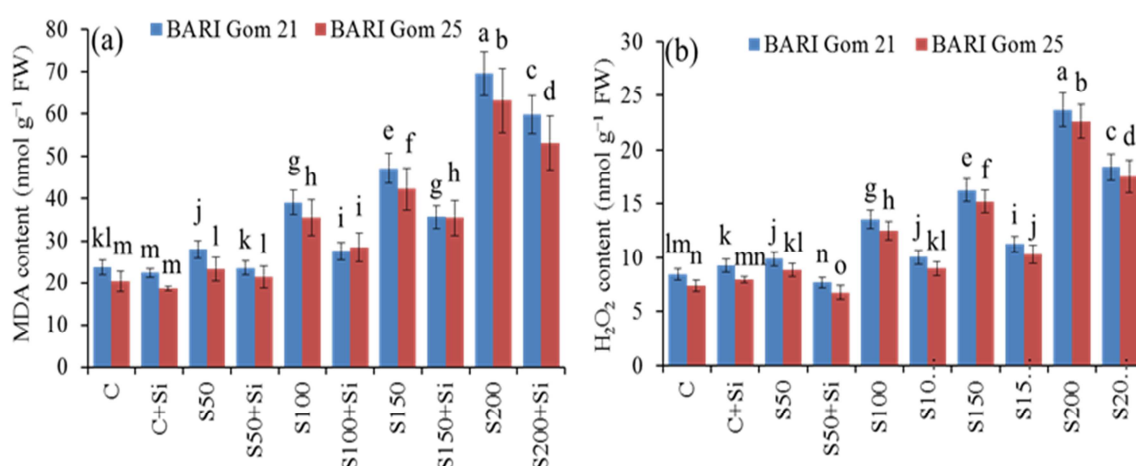 (a)
BARI Gom 21
BARI Gom 25
MDA content (nmol g⁻¹ FW)
80
70
60
50
40
30
20
10
0
kl
m
m
m
j
l
k
l
g
h
i
i
e
f
g
h
a
b
c
d
C
C+Si
S50
S50+Si
S100
S100+Si
S150
S150+Si
S200
S200+Si
(b)
BARI Gom 21
BARI Gom 25
H₂O₂ content (nmol g⁻¹ FW)
30
25
20
15
10
5
0
lm
n
k
mn
j
kl
n
o
g
h
j
kl
e
f
i
j
a
b
c
d
C
C+Si
S50
S50+Si
S100
S10..
S150
S15..
S200
S20..